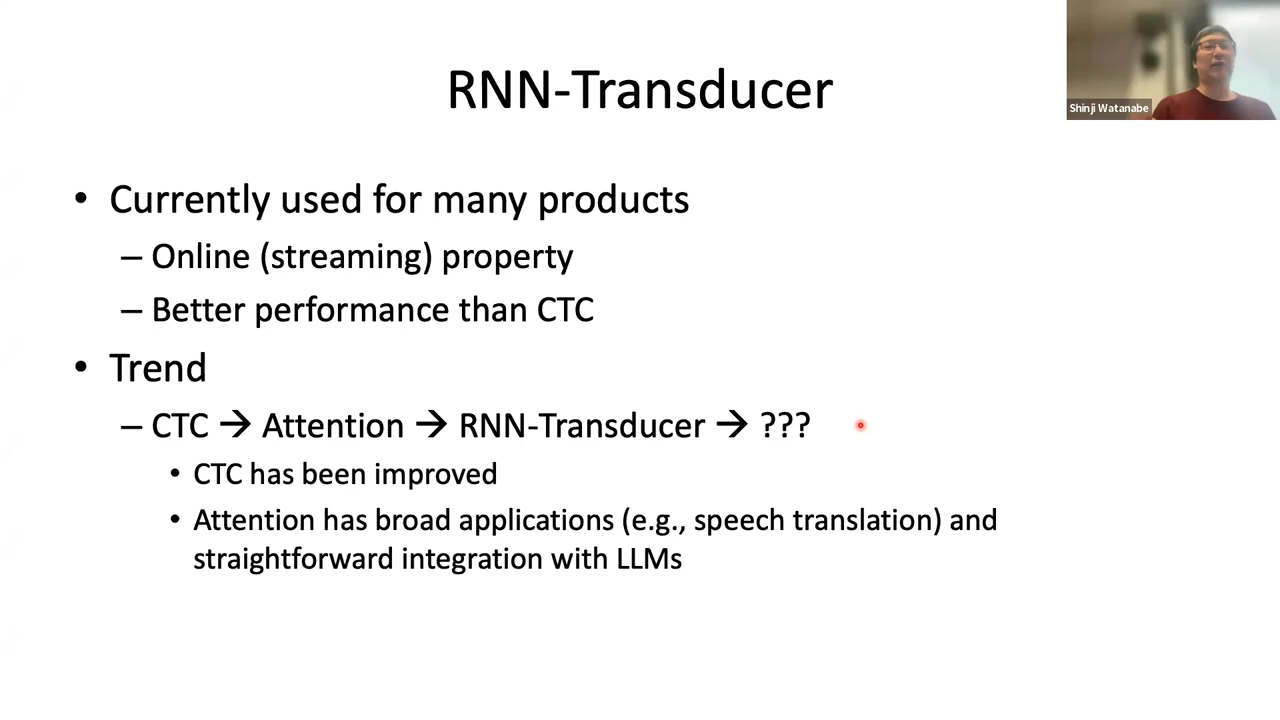 RNN-Transducer
Shinji Watanabe
• Currently used for many products
– Online (streaming) property
– Better performance than CTC
• Trend
– CTC → Attention → RNN-Transducer → ???
• CTC has been improved
• Attention has broad applications (e.g., speech translation) and
straightforward integration with LLMs